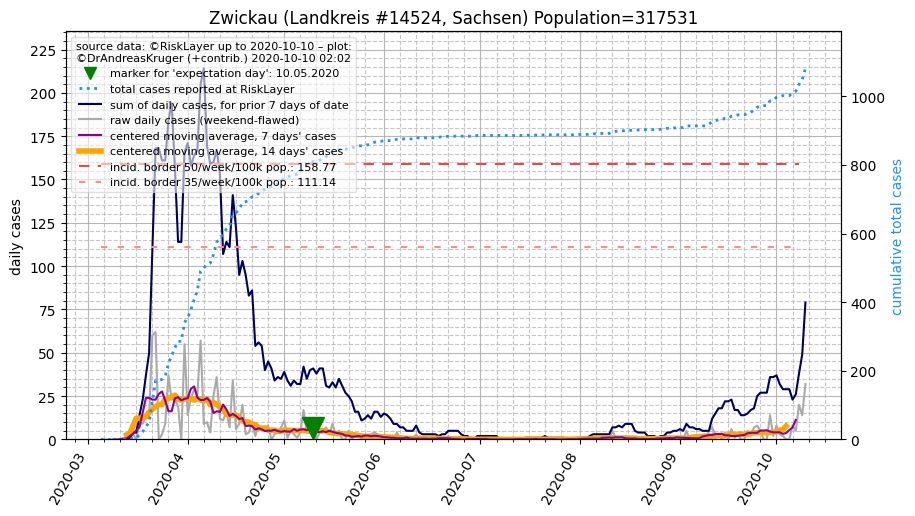 Zwickau (Landkreis #14524, Sachsen) Population=317531
source data: ©RiskLayer up to 2020-10-10 – plot:
©DrAndreasKruger (+contrib.) 2020-10-10 02:02
marker for 'expectation day': 10.05.2020
total cases reported at RiskLayer
sum of daily cases, for prior 7 days of date
raw daily cases (weekend-flawed)
centered moving average, 7 days' cases
centered moving average, 14 days' cases
incid. border 50/week/100k pop.: 158.77
incid. border 35/week/100k pop.: 111.14
daily cases
225
200
175
150
125
100
75
50
25
0
cumulative total cases
1000
800
600
400
200
0
2020-03
2020-04
2020-05
2020-06
2020-07
2020-08
2020-09
2020-10